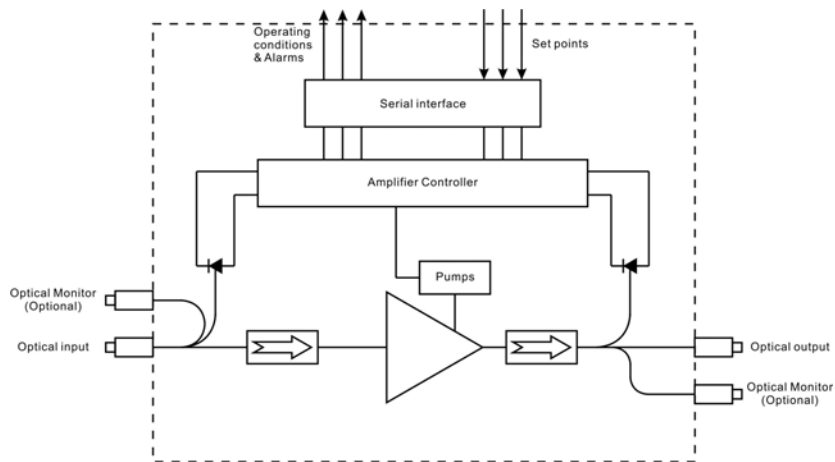 Operating
conditions
& Alarms
Set points
Serial interface
Amplifier Controller
Pumps
Optical Monitor
(Optional)
Optical input
Optical output
Optical Monitor
(Optional)